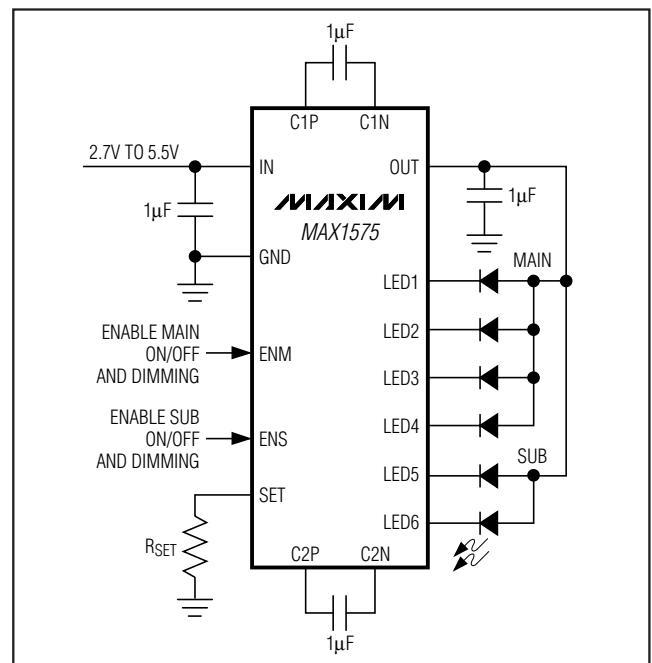 1μF
C1P C1N
2.7V TO 5.5V
IN
OUT
1μF
1μF
MAXIM
MAX1575
GND
MAIN
LED1
LED2
ENABLE MAIN
ON/OFF
AND DIMMING
ENM
LED3
LED4
ENABLE SUB
ON/OFF
AND DIMMING
ENS
SUB
LED5
SET
LED6
RSET
C2P C2N
1μF